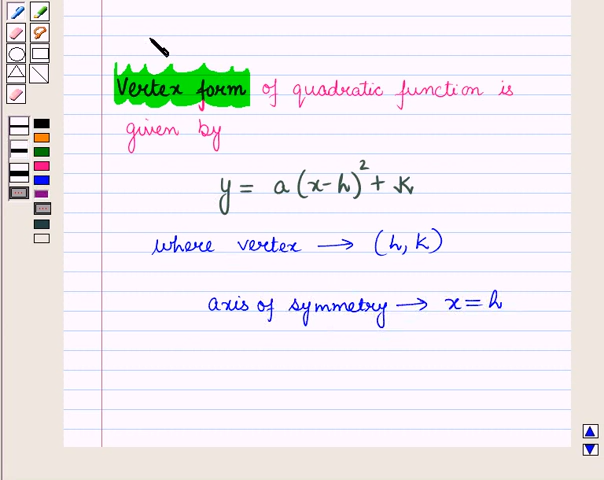 Vertex form of quadratic function is
given by
y = a(x-h)² + k
where vertex → (h, k)
axis of symmetry → x = h